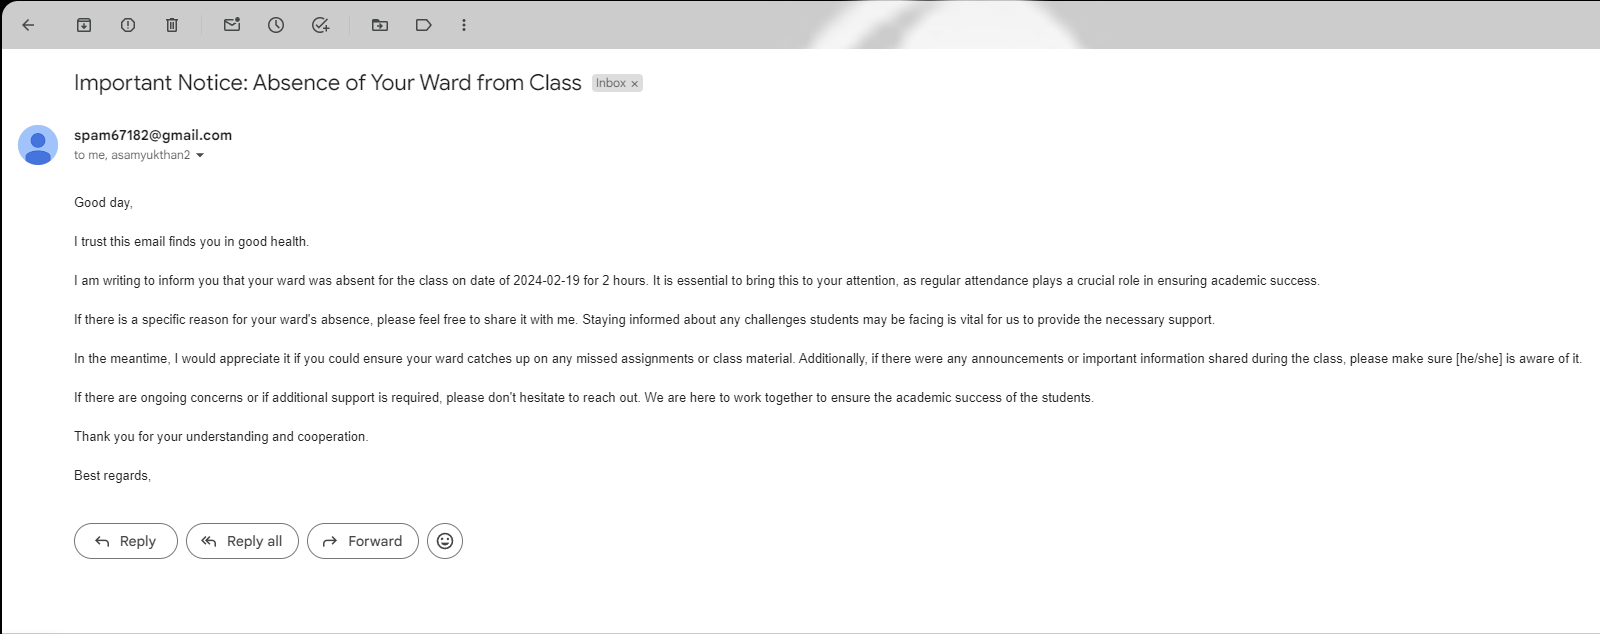 Important Notice: Absence of Your Ward from Class Inbox ×
spam67182@gmail.com
to me, asamyukthan2
Good day,
I trust this email finds you in good health.
I am writing to inform you that your ward was absent for the class on date of 2024-02-19 for 2 hours. It is essential to bring this to your attention, as regular attendance plays a crucial role in ensuring academic success.
If there is a specific reason for your ward's absence, please feel free to share it with me. Staying informed about any challenges students may be facing is vital for us to provide the necessary support.
In the meantime, I would appreciate it if you could ensure your ward catches up on any missed assignments or class material. Additionally, if there were any announcements or important information shared during the class, please make sure [he/she] is aware of it.
If there are ongoing concerns or if additional support is required, please don't hesitate to reach out. We are here to work together to ensure the academic success of the students.
Thank you for your understanding and cooperation.
Best regards,
Reply Reply all Forward